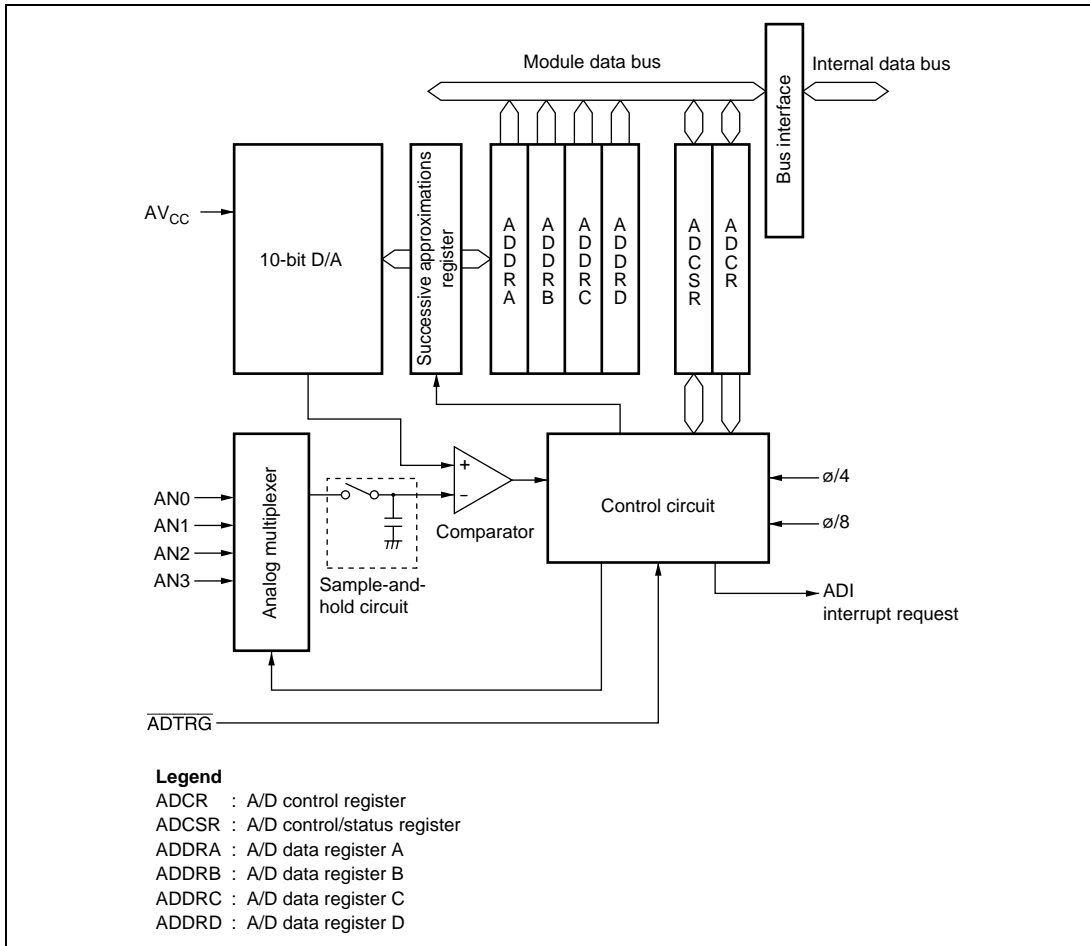 Module data bus
Internal data bus
Bus interface
AVCC
10-bit D/A
Successive approximations
register
ADDRA
ADDRB
ADDRC
ADDRD
ADCSR
ADCR
AN0
AN1
AN2
AN3
Analog multiplexer
Sample-and-
hold circuit
+
−
Comparator
Control circuit
ø/4
ø/8
ADI
interrupt request
ADTRG
Legend
ADCR : A/D control register
ADCSR : A/D control/status register
ADDRA : A/D data register A
ADDRB : A/D data register B
ADDRC : A/D data register C
ADDRD : A/D data register D